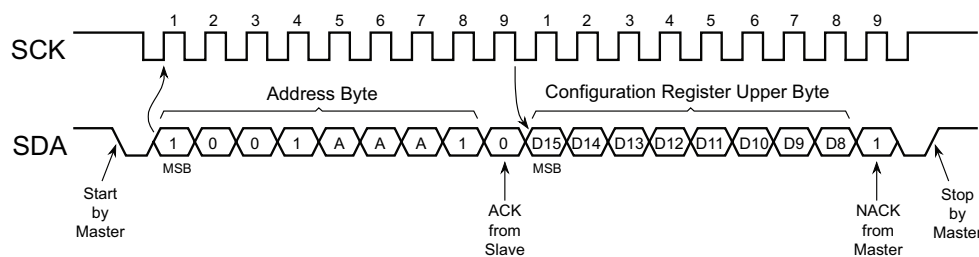 1 2 3 4 5 6 7 8 9 1 2 3 4 5 6 7 8 9
SCK
Address Byte Configuration Register Upper Byte
SDA 1 0 0 1 A A A 1 0 D15 D14 D13 D12 D11 D10 D9 D8 1
MSB MSB
Start by Master
ACK from Slave
NACK from Master
Stop by Master